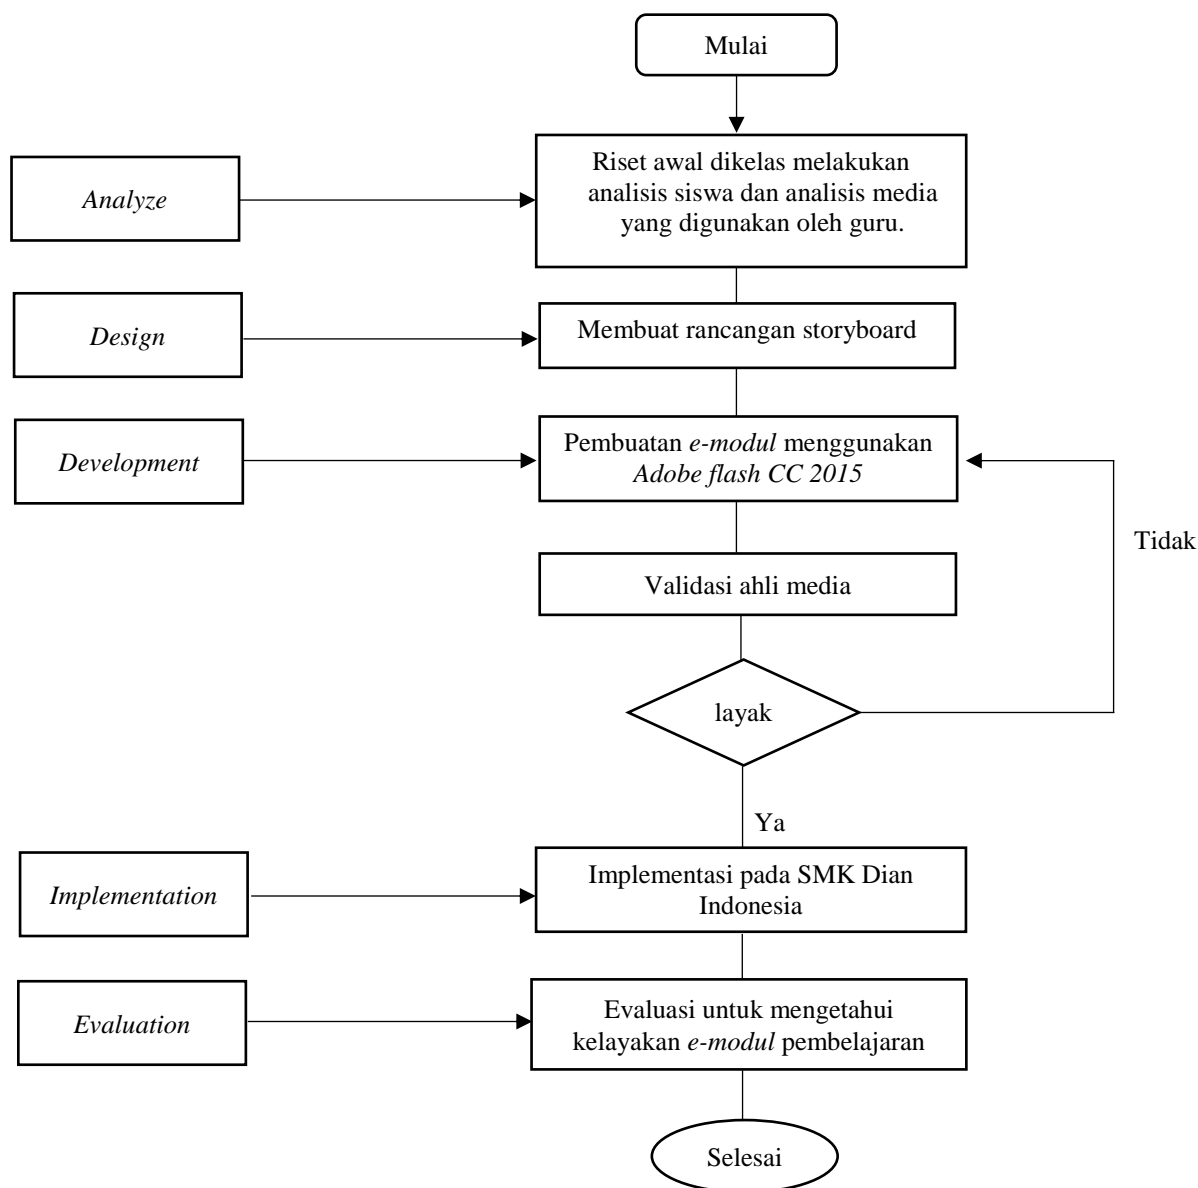 Mulai
Analyze
Riset awal dikelas melakukan
analisis siswa dan analisis media
yang digunakan oleh guru.
Design
Membuat rancangan storyboard
Development
Pembuatan e-modul menggunakan
Adobe flash CC 2015
Tidak
Validasi ahli media
layak
Ya
Implementation
Implementasi pada SMK Dian
Indonesia
Evaluation
Evaluasi untuk mengetahui
kelayakan e-modul pembelajaran
Selesai